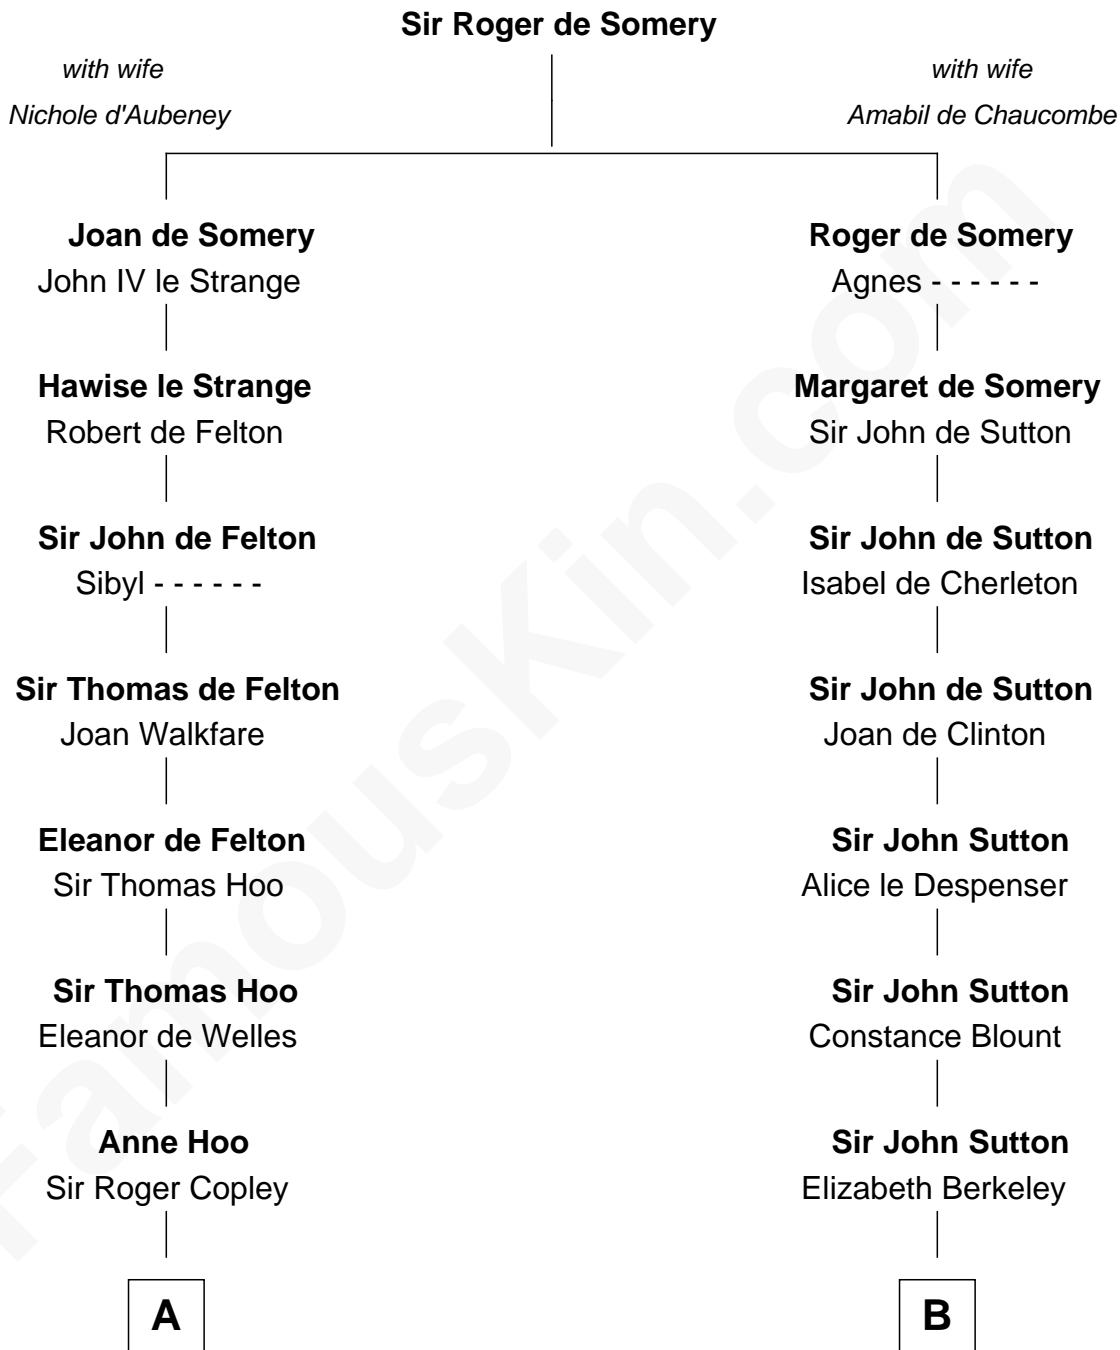 Sir Roger de Somery
with wife
Nichole d'Aubeney
with wife
Amabil de Chaucombe
Joan de Somery
John IV le Strange
Roger de Somery
Agnes - - - - - -
Hawise le Strange
Robert de Felton
Margaret de Somery
Sir John de Sutton
Sir John de Felton
Sibyl - - - - - -
Sir John de Sutton
Isabel de Cherleton
Sir Thomas de Felton
Joan Walkfare
Sir John de Sutton
Joan de Clinton
Eleanor de Felton
Sir Thomas Hoo
Sir John Sutton
Alice le Despenser
Sir Thomas Hoo
Eleanor de Welles
Sir John Sutton
Constance Blount
Anne Hoo
Sir Roger Copley
Sir John Sutton
Elizabeth Berkeley
A
B
FamousKin.com